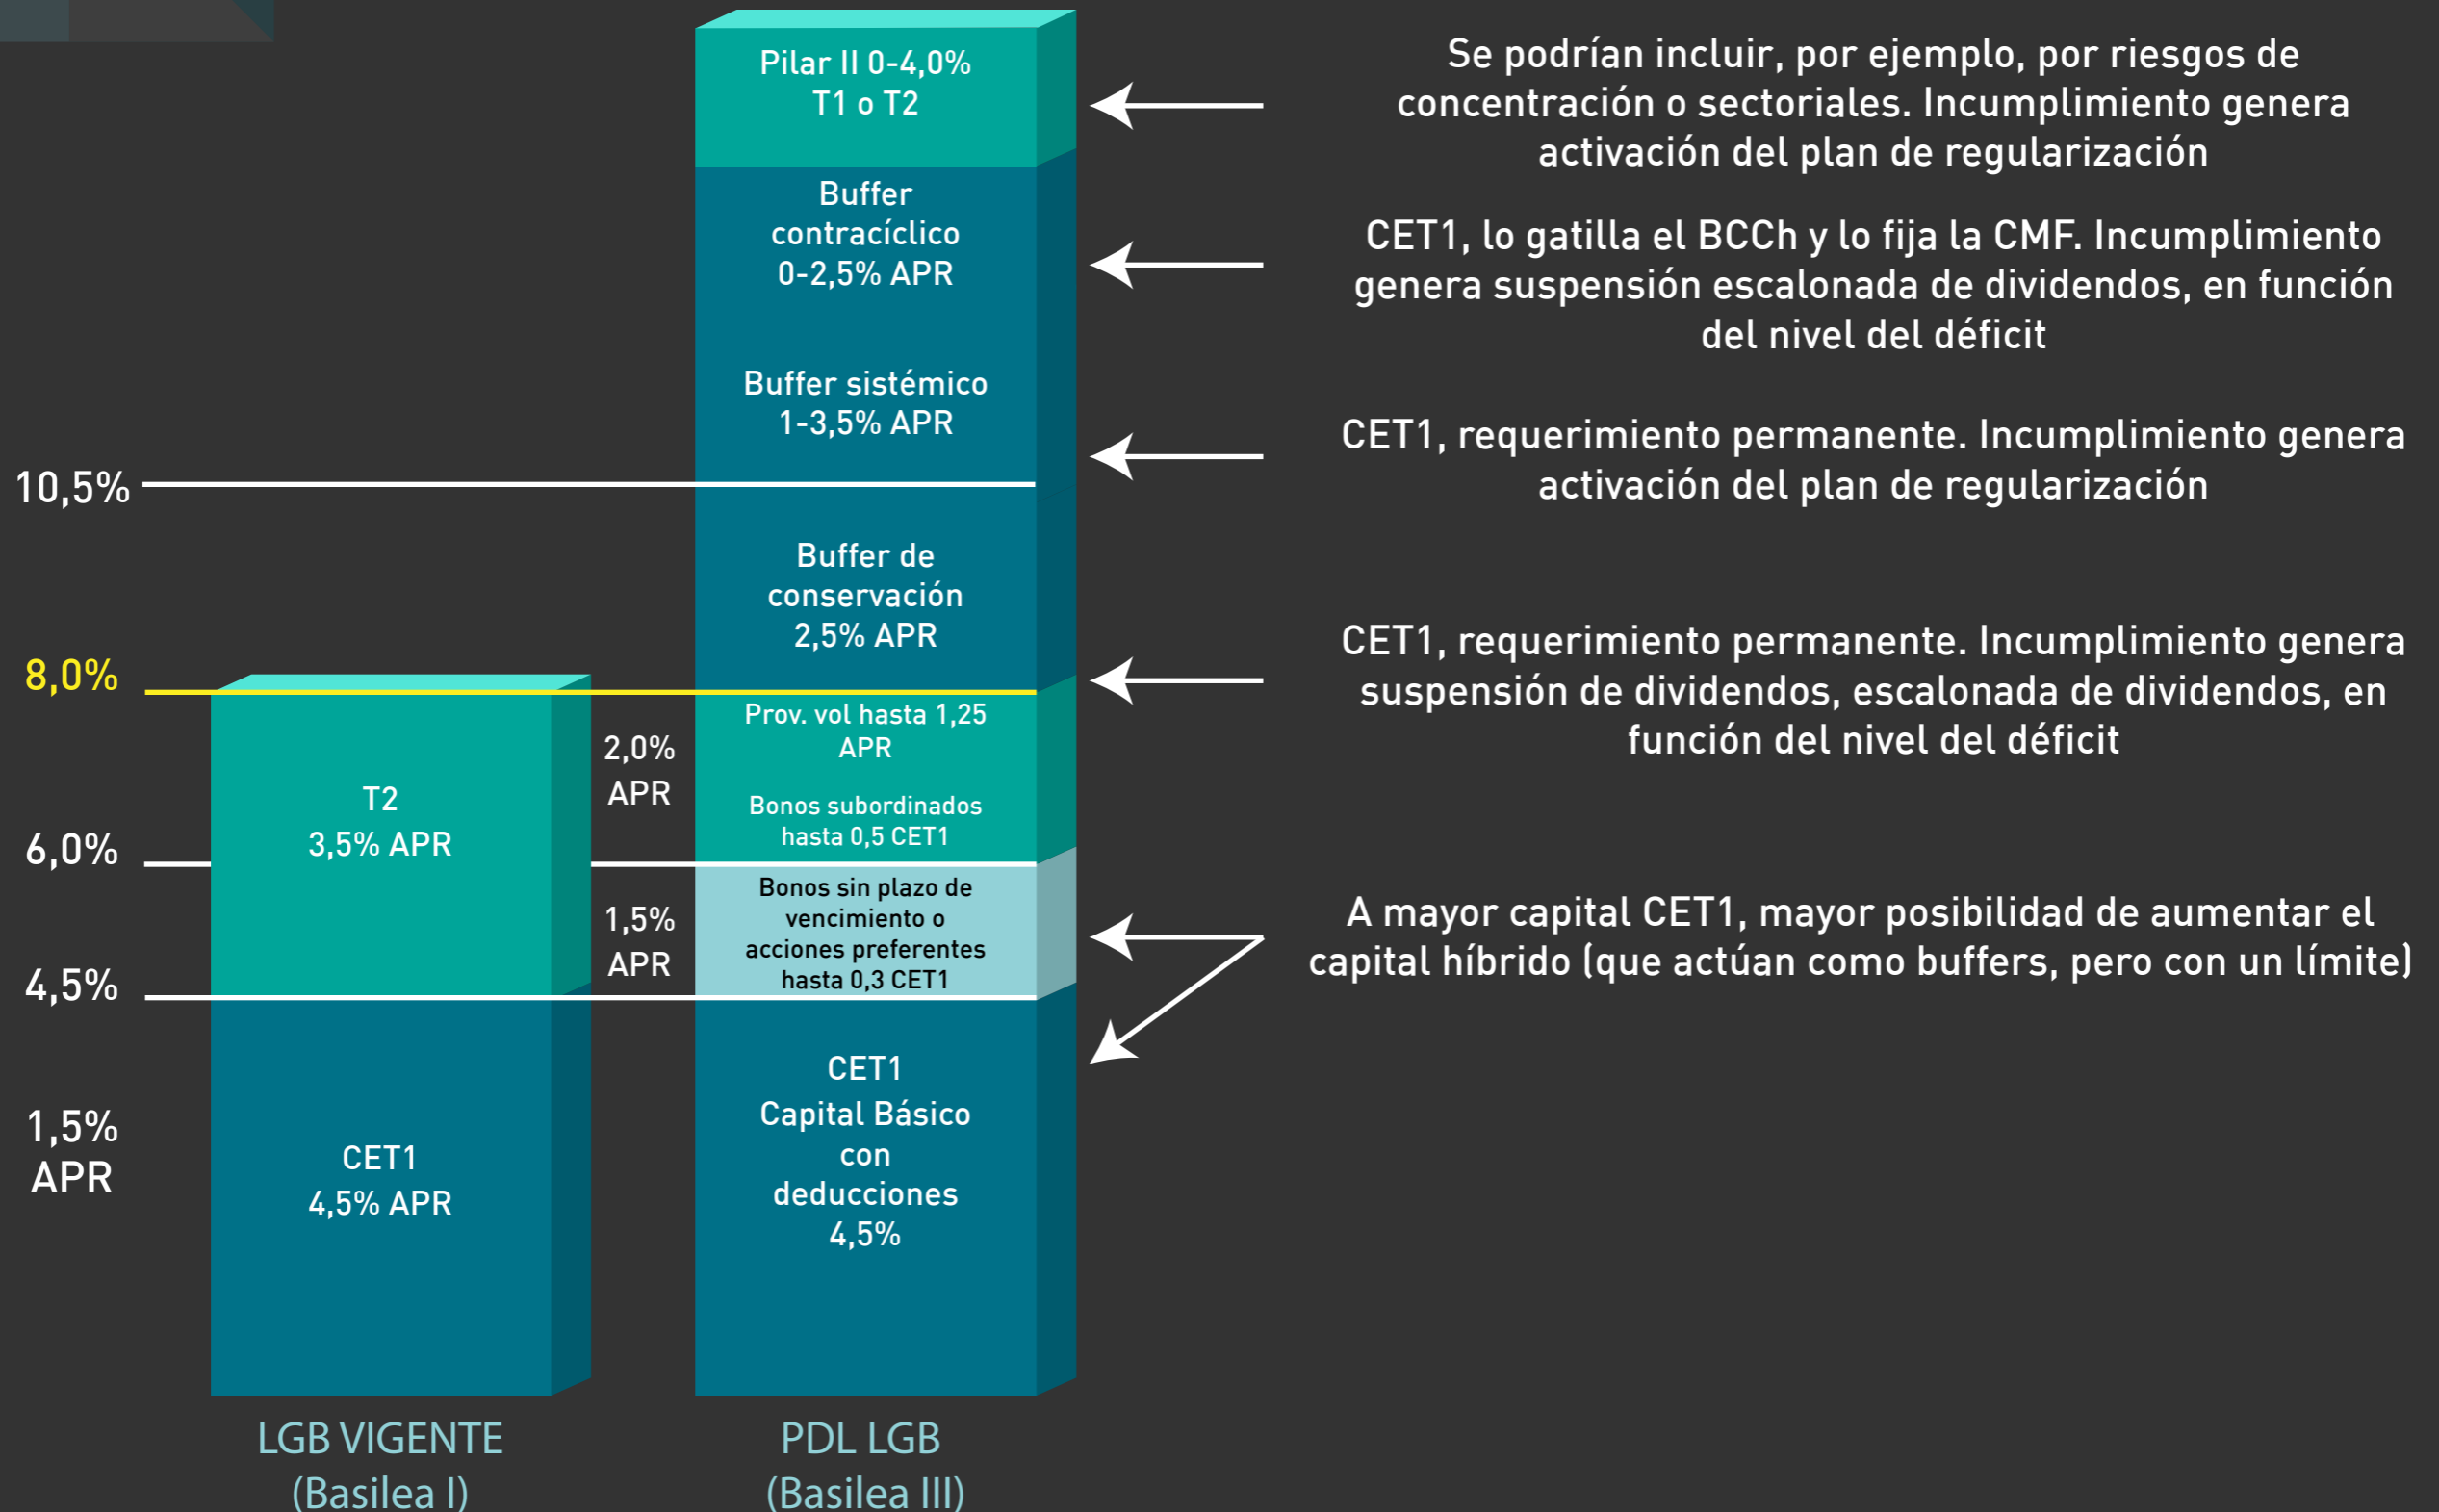 Pilar II 0-4,0%
T1 o T2
Se podrían incluir, por ejemplo, por riesgos de
concentración o sectoriales. Incumplimiento genera
activación del plan de regularización
Buffer
contracíclico
0-2,5% APR
CET1, lo gatilla el BCCh y lo fija la CMF. Incumplimiento
genera suspensión escalonada de dividendos, en función
del nivel del déficit
Buffer sistémico
1-3,5% APR
CET1, requerimiento permanente. Incumplimiento genera
activación del plan de regularización
10,5%
Buffer de
conservación
2,5% APR
CET1, requerimiento permanente. Incumplimiento genera
suspensión de dividendos, escalonada de dividendos, en
función del nivel del déficit
8,0%
T2
3,5% APR
2,0%
APR
Prov. vol hasta 1,25
APR
Bonos subordinados
hasta 0,5 CET1
6,0%
1,5%
APR
Bonos sin plazo de
vencimiento o
acciones preferentes
hasta 0,3 CET1
A mayor capital CET1, mayor posibilidad de aumentar el
capital híbrido (que actúan como buffers, pero con un límite)
4,5%
1,5%
APR
CET1
4,5% APR
CET1
Capital Básico
con
deducciones
4,5%
LGB VIGENTE
(Basilea I)
PDL LGB
(Basilea III)